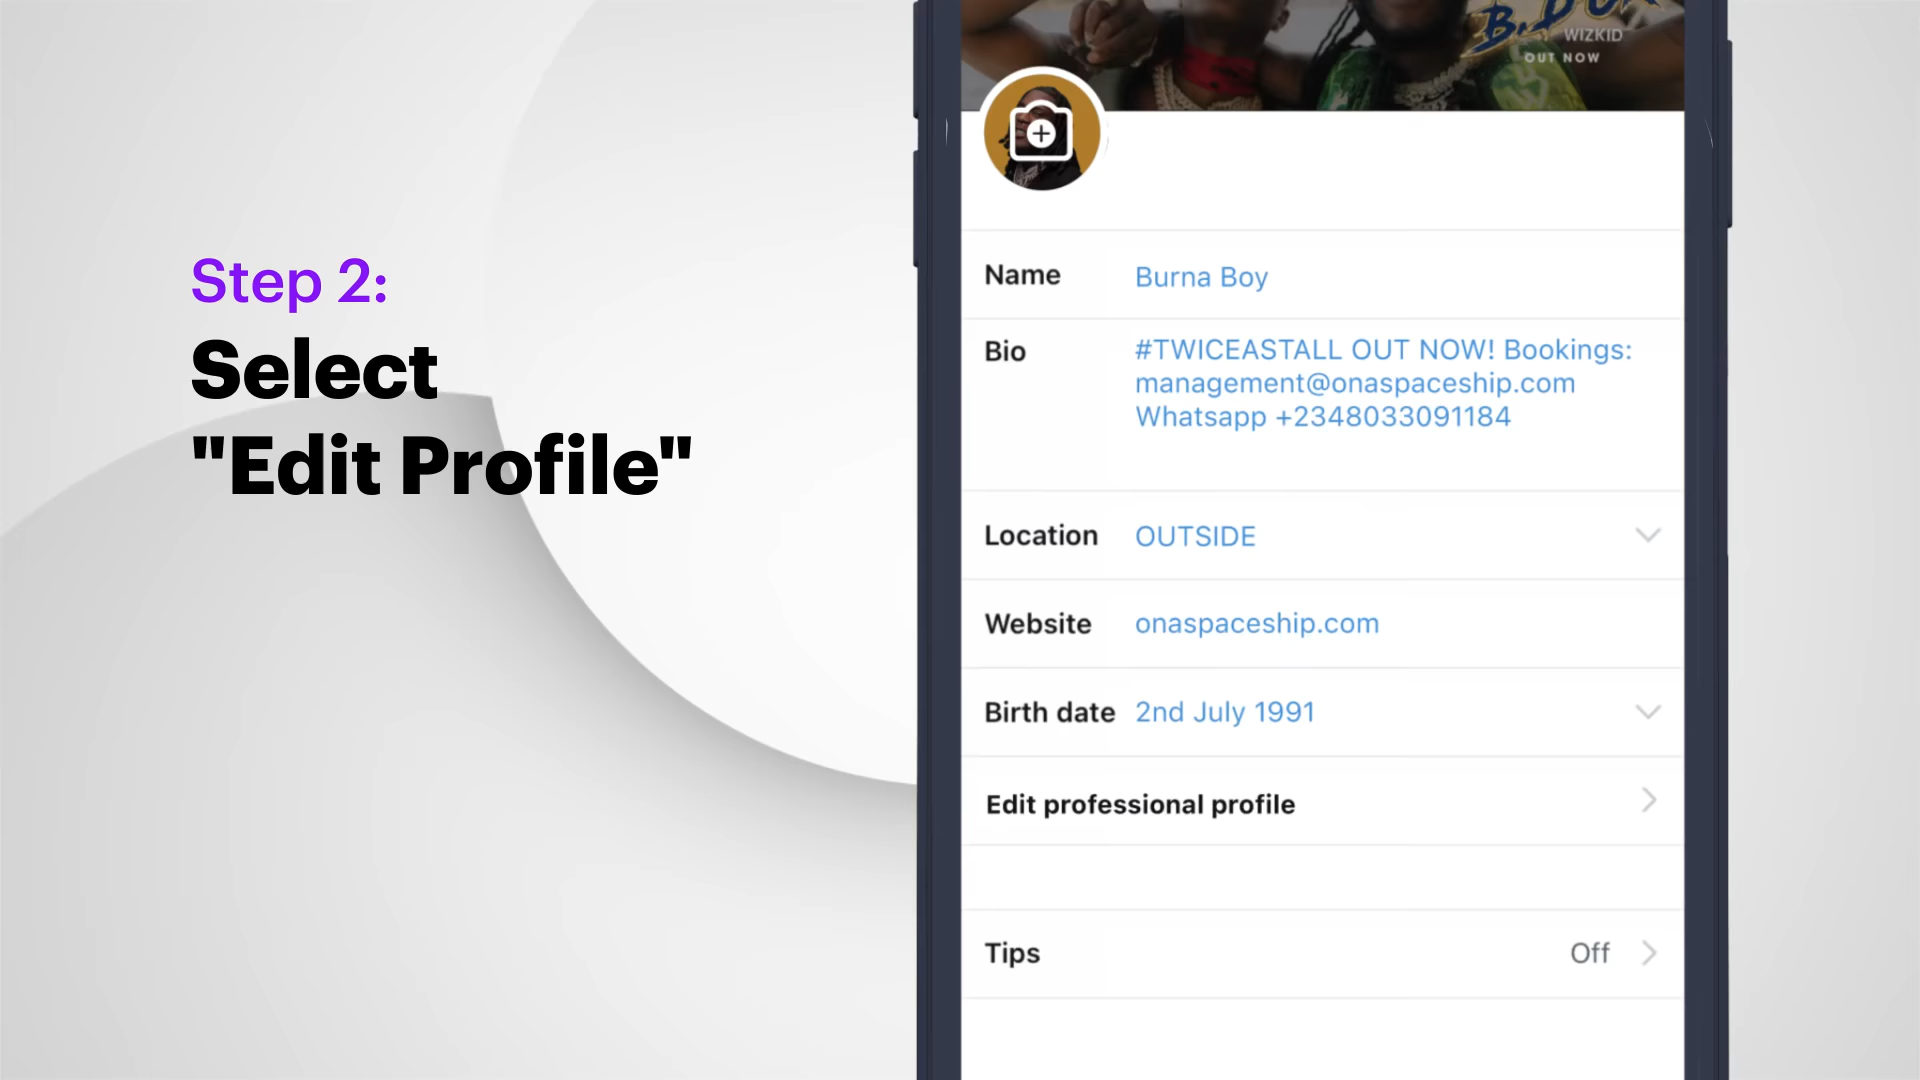 Step 2:
Select
"Edit Profile"
WIZKID
OUT NOW
Name
Burna Boy
Bio
#TWICEASTALL OUT NOW! Bookings:
management@onaspaceship.com
Whatsapp +2348033091184
Location
OUTSIDE
Website
onaspaceship.com
Birth date
2nd July 1991
Edit professional profile
Tips
Off